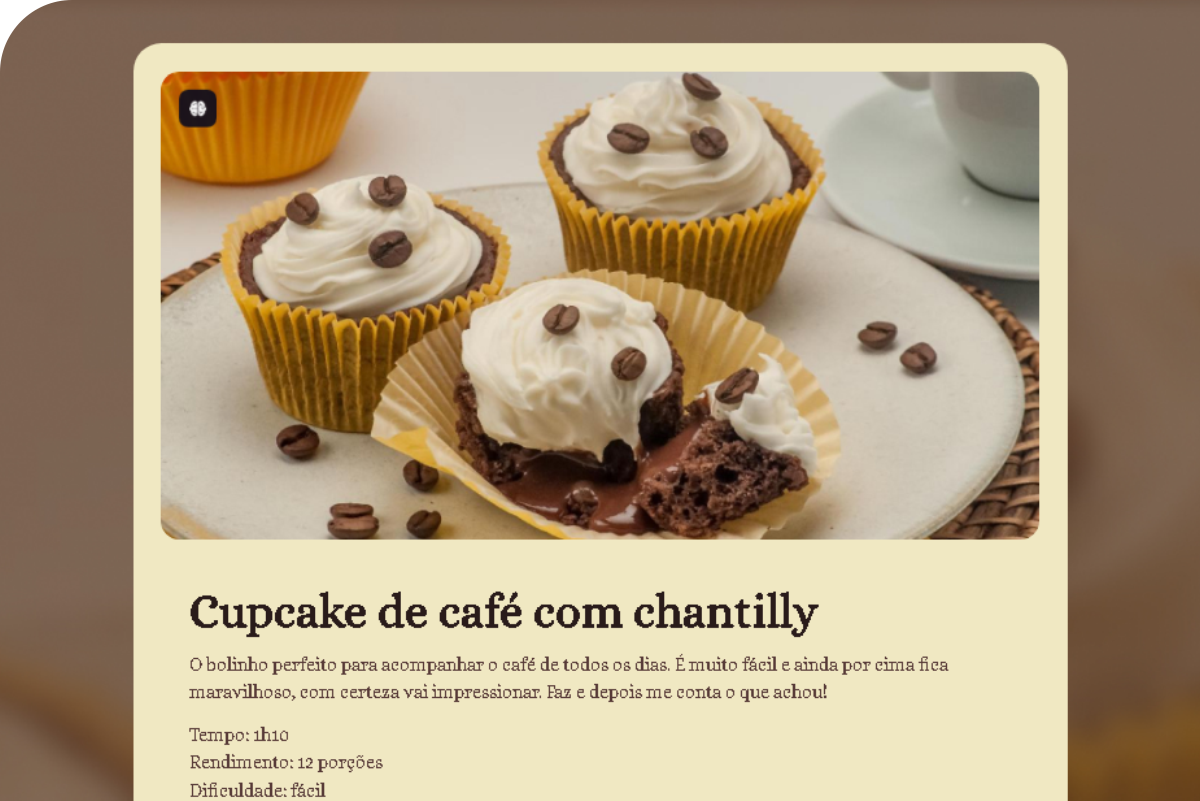 Cupcake de café com chantilly
O bolinho perfeito para acompanhar o café de todos os dias. É muito fácil e ainda por cima fica
maravilhoso, com certeza vai impressionar. Faz e depois me conta o que achou!
Tempo: 1h10
Rendimento: 12 porções
Dificuldade: fácil